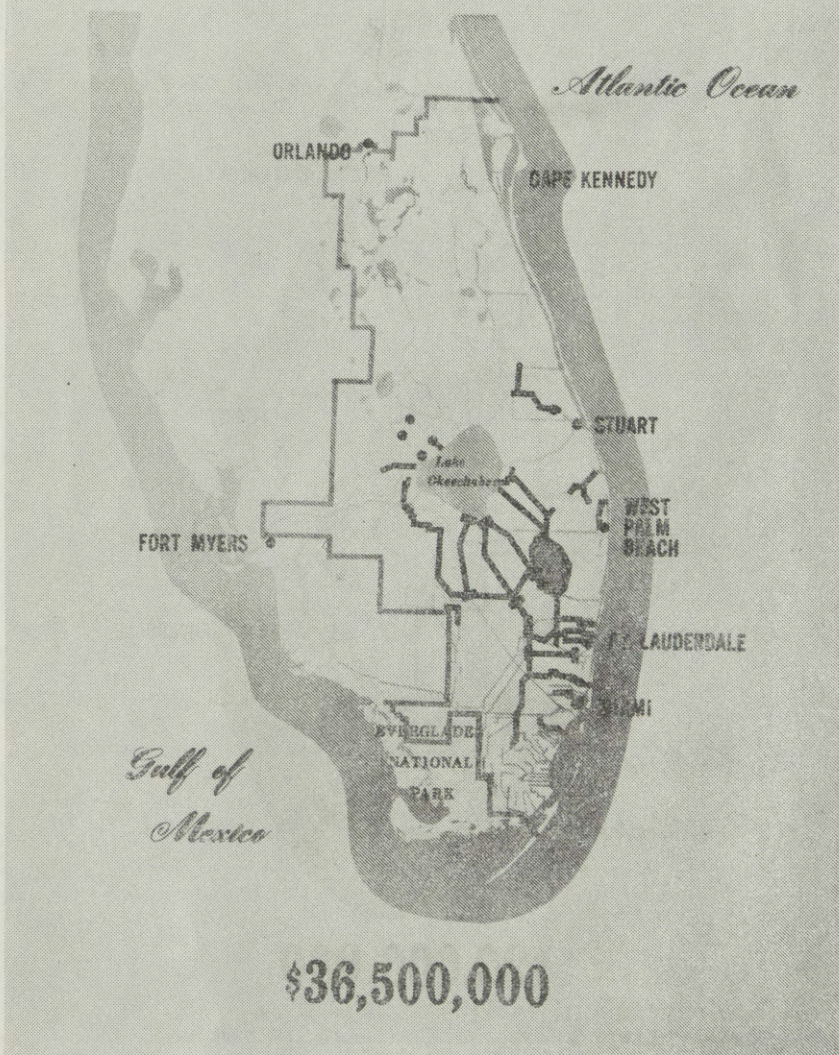 Atlantic Ocean
ORLANDO
CAPE KENNEDY
STUART
Lake
Okeechobee
WEST
PALM
BEACH
FORT MYERS
FT. LAUDERDALE
MIAMI
EVERGLADES
NATIONAL
PARK
Gulf of
Mexico
$36,500,000